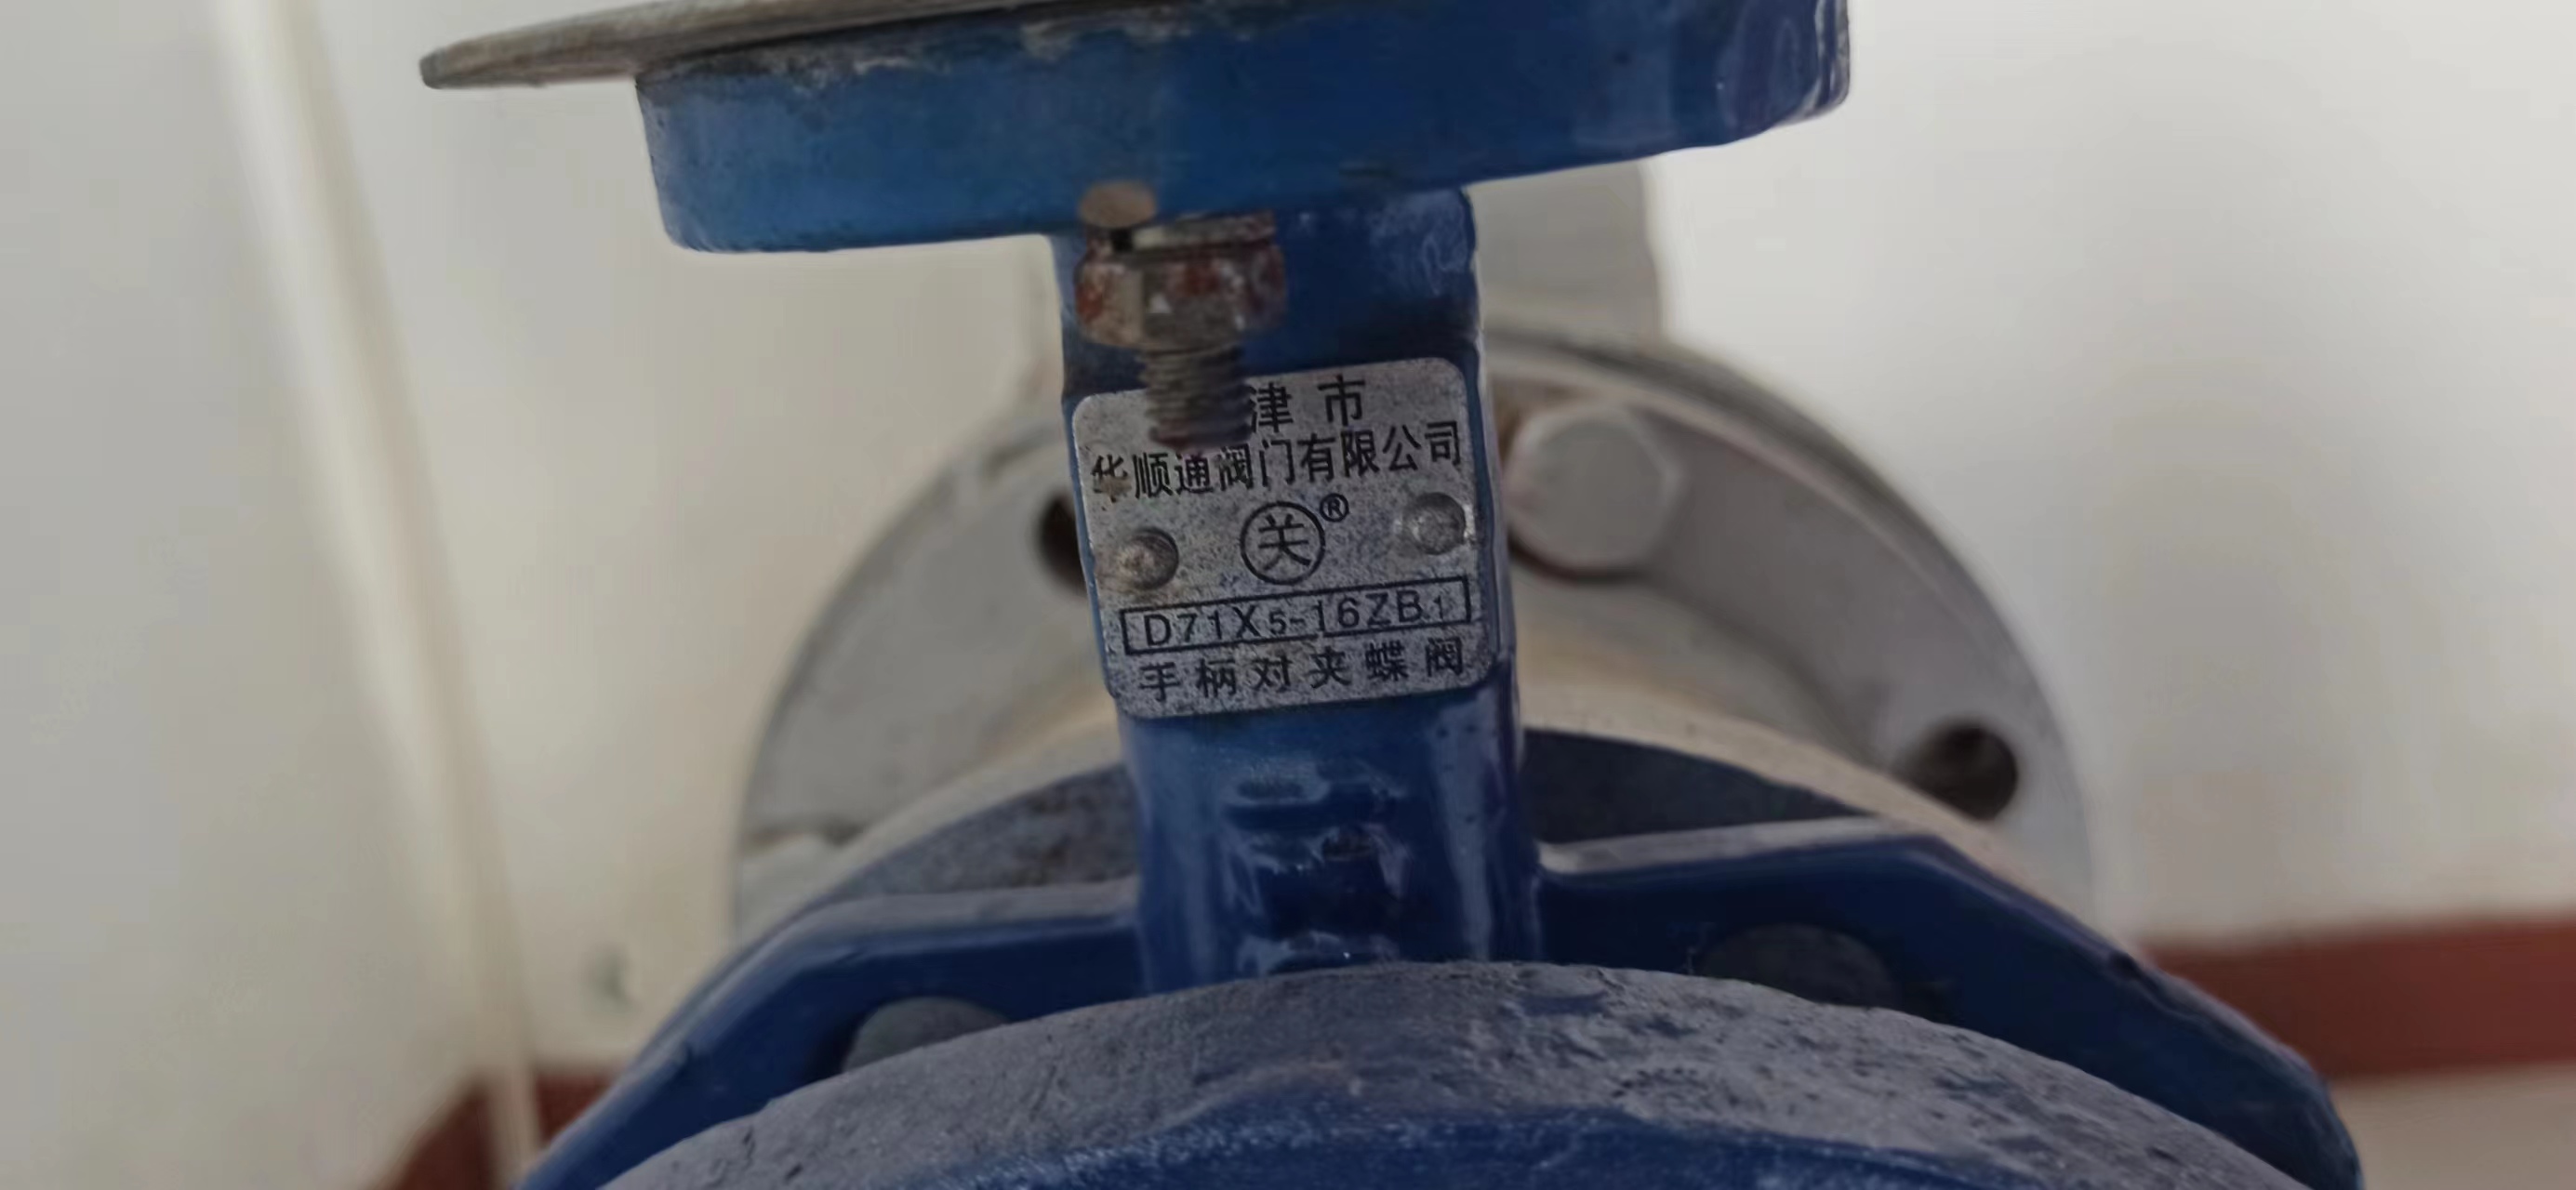 津市
华顺通阀门有限公司
关®
D71X5-16ZB1
手柄对夹蝶阀